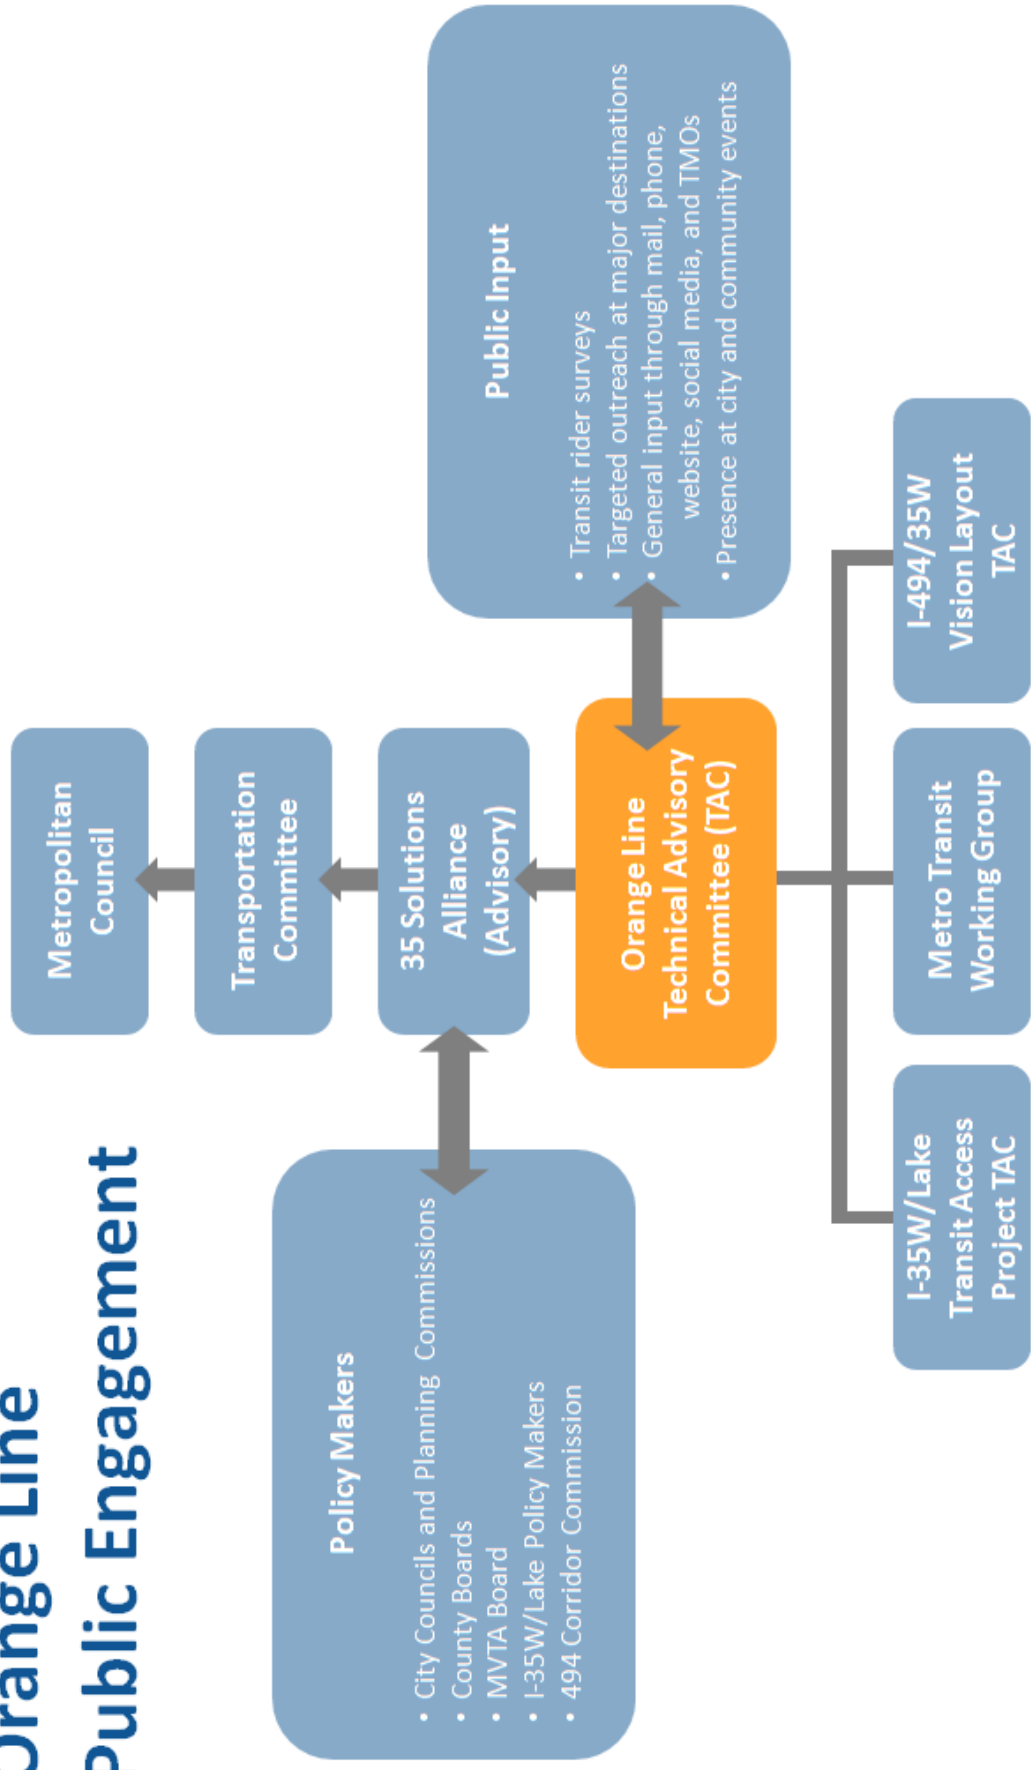 Orange Line
Public Engagement
Metropolitan
Council
Transportation
Committee
35 Solutions
Alliance
(Advisory)
Policy Makers
• City Councils and Planning Commissions
• County Boards
• MVTA Board
• I-35W/Lake Policy Makers
• 494 Corridor Commission
Orange Line
Technical Advisory
Committee (TAC)
Public Input
• Transit rider surveys
• Targeted outreach at major destinations
• General input through mail, phone,
website, social media, and TMOs
• Presence at city and community events
I-35W/Lake
Transit Access
Project TAC
Metro Transit
Working Group
I-494/35W
Vision Layout
TAC